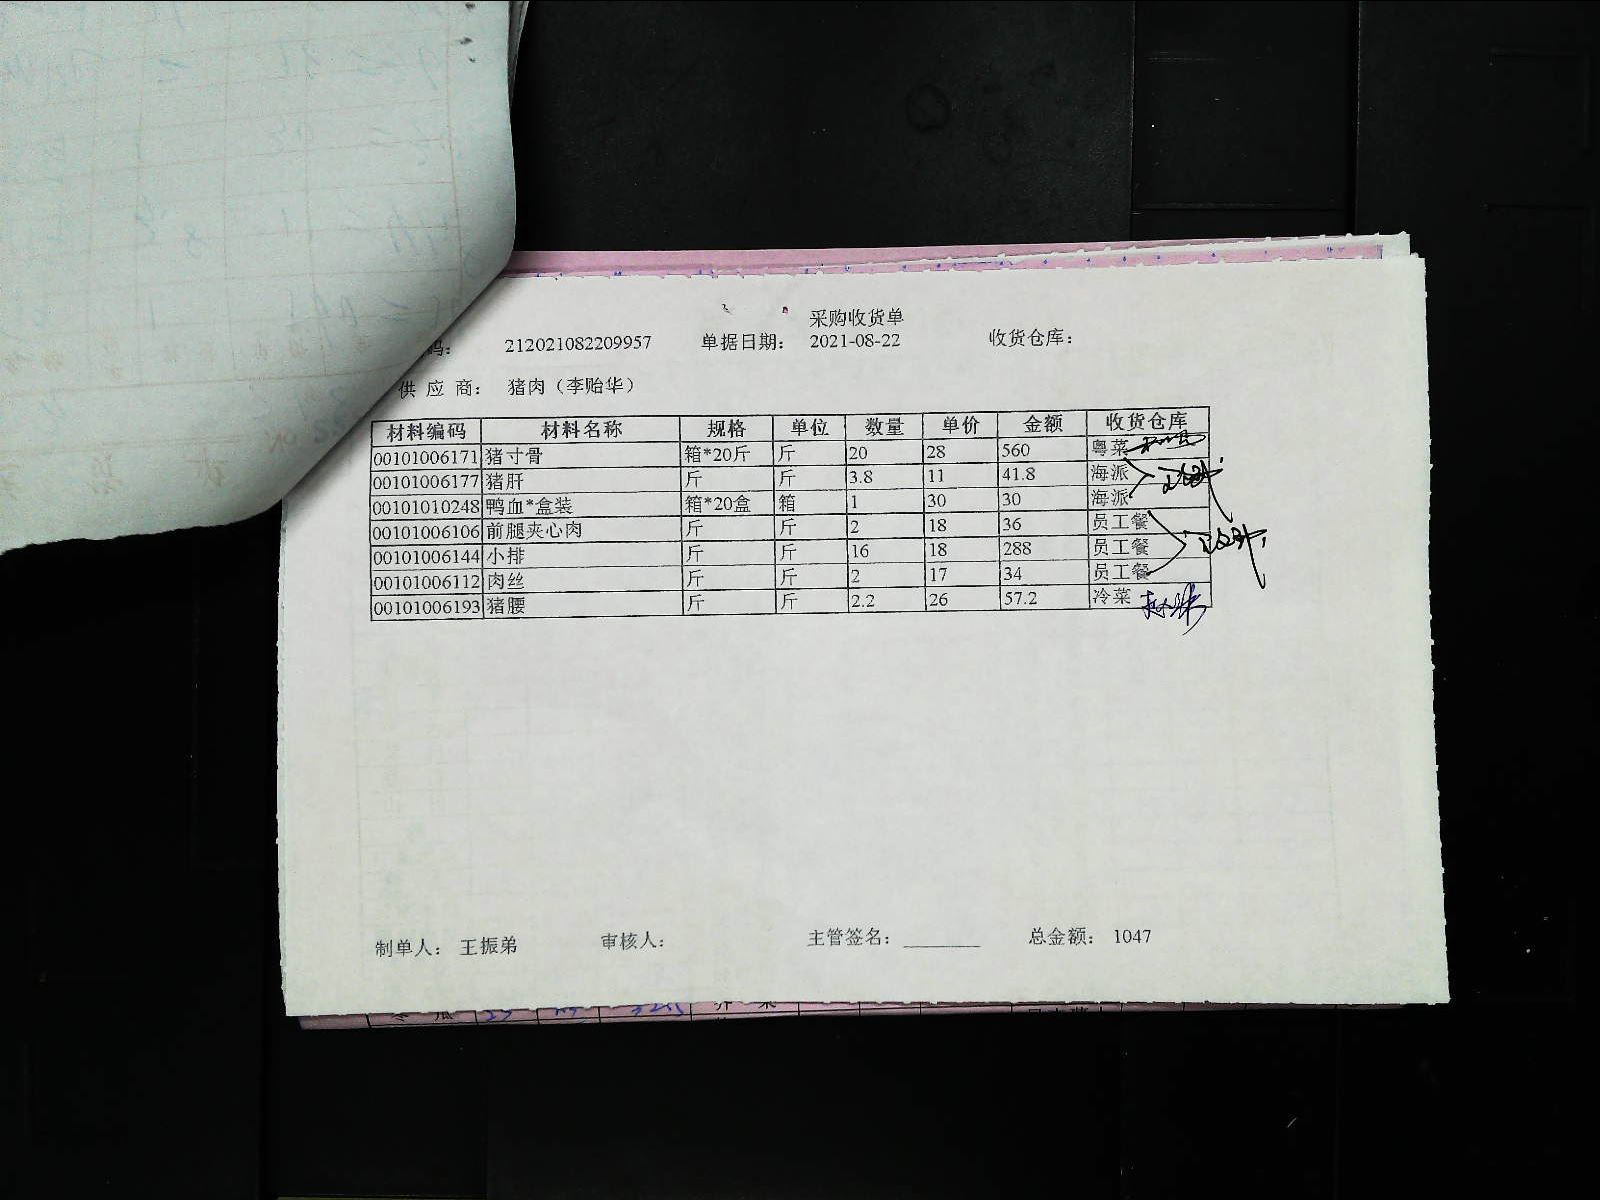 采购收货单
码： 212021082209957 单据日期： 2021-08-22 收货仓库：
供 应 商： 猪肉（李贻华）
材料编码 材料名称 规格 单位 数量 单价 金额 收货仓库
00101006171 猪寸骨 箱*20斤 斤 20 28 560 粤菜
00101006177 猪肝 斤 斤 3.8 11 41.8 海派
00101010248 鸭血*盒装 箱*20盒 箱 1 30 30 海派
00101006106 前腿夹心肉 斤 斤 2 18 36 员工餐
00101006144 小排 斤 斤 16 18 288 员工餐
00101006112 肉丝 斤 斤 2 17 34 员工餐
00101006193 猪腰 斤 斤 2.2 26 57.2 冷菜
制单人： 王振弟 审核人： 主管签名： 总金额： 1047